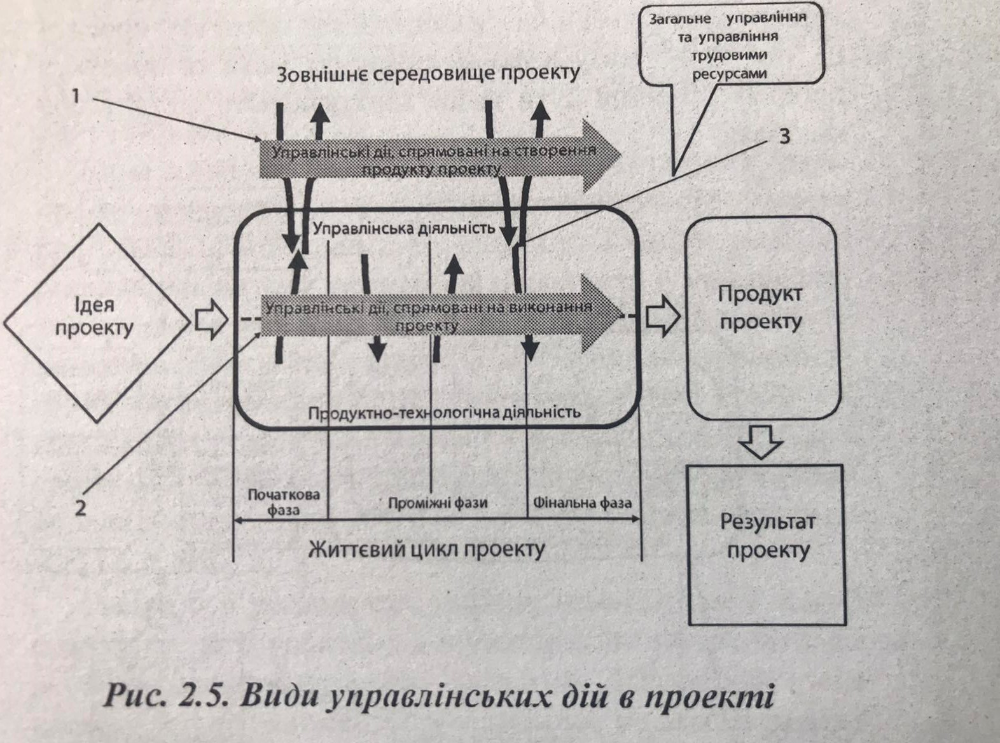 Загальне управління
та управління
трудовими
ресурсами
Зовнішнє середовище проекту
1
3
Управлінські дії, спрямовані на створення
продукту проекту
Управлінська діяльність
Ідея
проекту
Управлінські дії, спрямовані на виконання
проекту
Продукт
проекту
Продуктно-технологічна діяльність
2
Початкова
фаза
Проміжні фази
Фінальна фаза
Життєвий цикл проекту
Результат
проекту
Рис. 2.5. Види управлінських дій в проекті